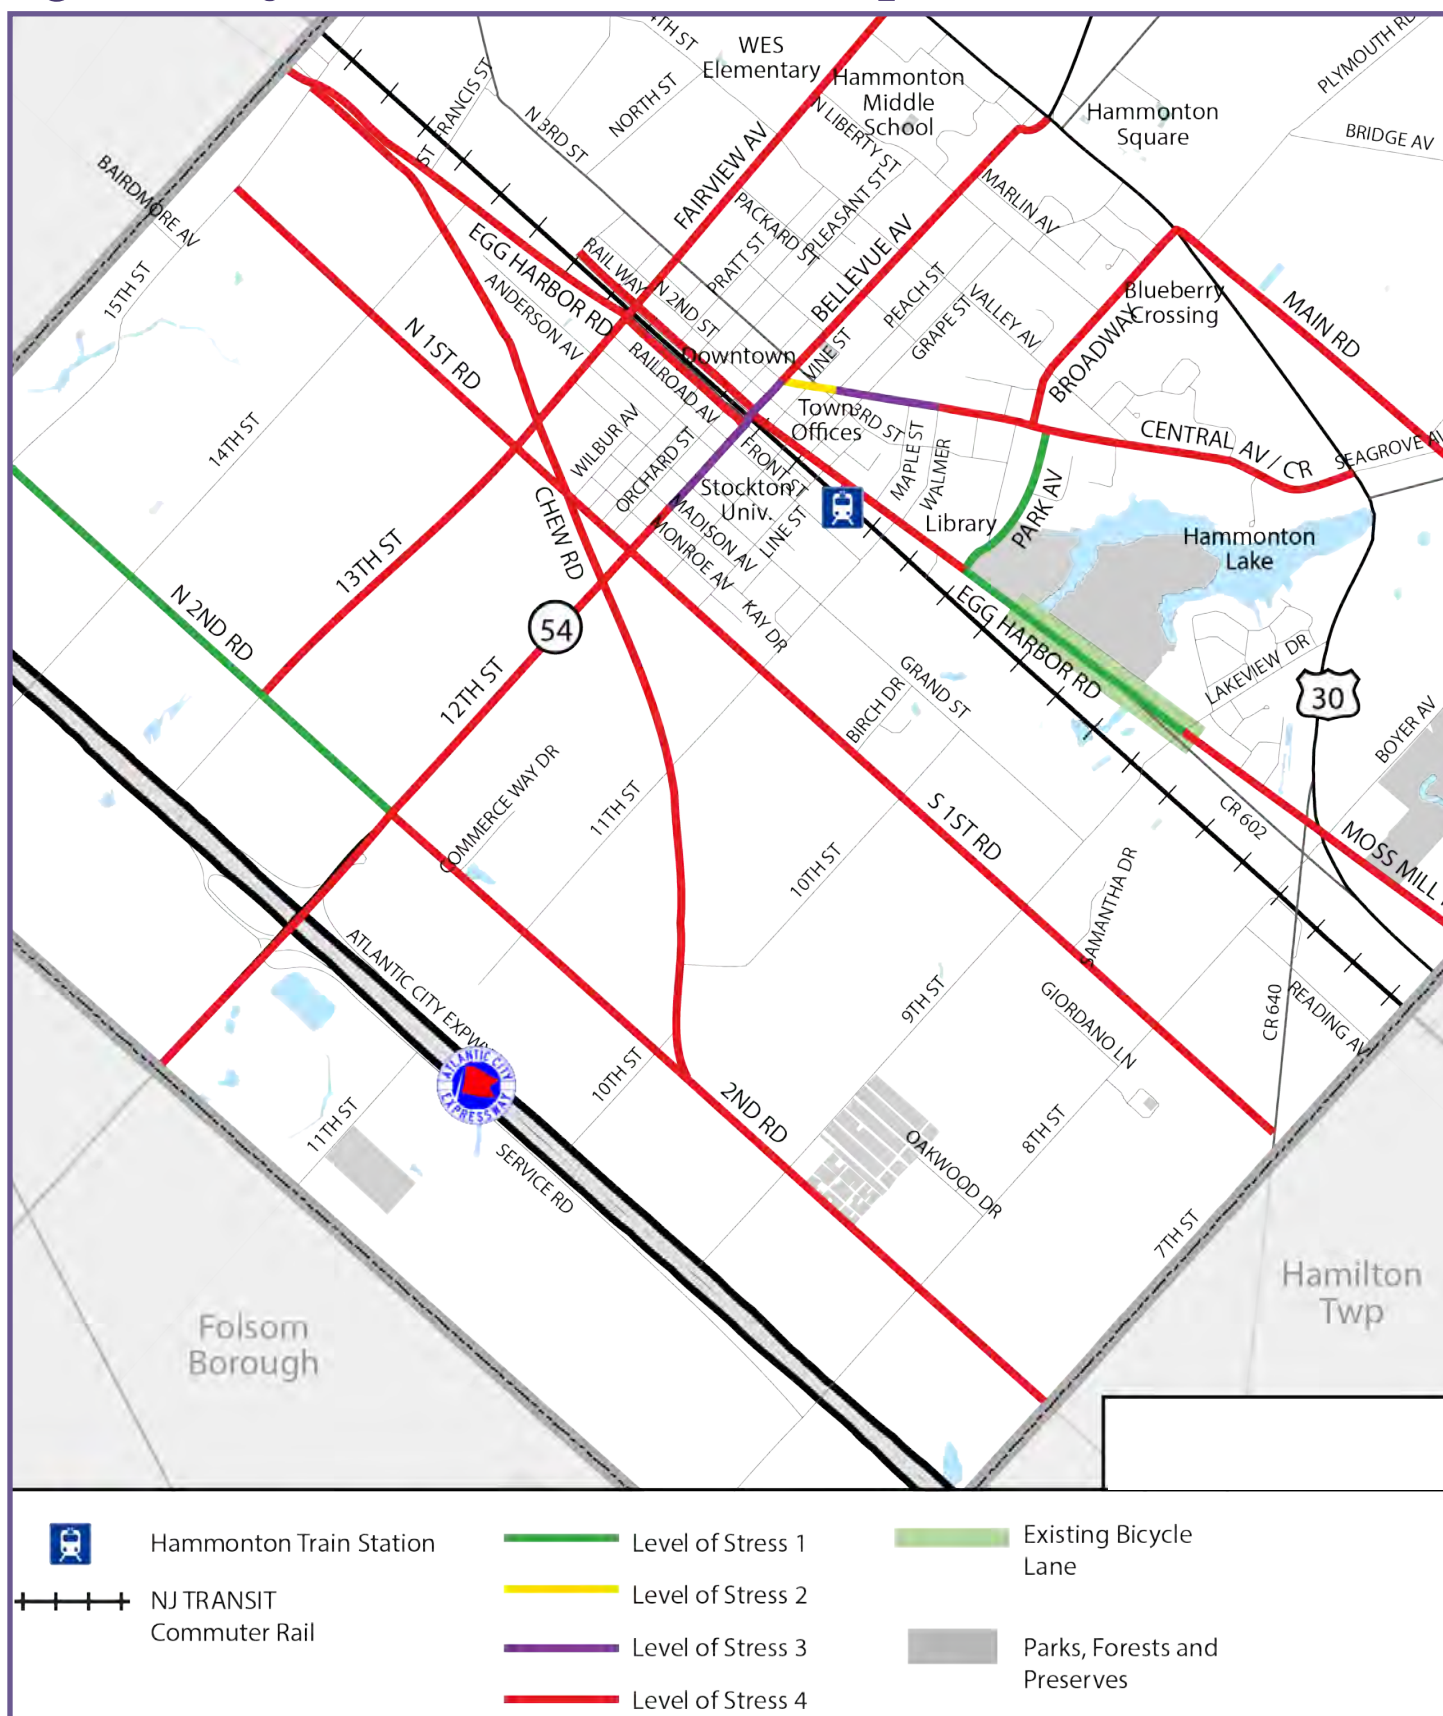 4TH ST
WES
Elementary
Hammonton
Middle
School
Hammonton
Square
PLYMOUTH RD
BRIDGE AV
FRANCIS ST
ST
N 3RD ST
NORTH ST
N LIBERTY ST
FAIRVIEW AV
PACKARD ST
PLEASANT ST
PRATT ST
BELLEVUE AV
MARLIN AV
BAIRDMORE AV
15TH ST
EGG HARBOR RD
RAIL WAY
N 2ND ST
ANDERSON AV
RAILROAD AV
PEACH ST
GRAPE ST
VALLEY AV
VINE ST
Blueberry
Crossing
BROADWAY
MAIN RD
N 1ST RD
Downtown
Town
Offices
3RD ST
MAPLE ST
WALMER
CENTRAL AV / CR
SEAGROVE AV
14TH ST
WILBUR AV
ORCHARD ST
FRONT ST
Stockton
Univ.
MADISON AV
MONROE AV
LINE ST
KAY DR
Library
PARK AV
Hammonton
Lake
CHEW RD
13TH ST
N 2ND RD
54
12TH ST
EGG HARBOR RD
LAKEVIEW DR
30
BOYER AV
GRAND ST
BIRCH DR
COMMERCE WAY DR
11TH ST
10TH ST
S 1ST RD
CR 602
MOSS MILL
SAMANTHA DR
ATLANTIC CITY EXPWY
9TH ST
GIORDANO LN
CR 640
READING AV
ATLANTIC CITY
EXPRESSWAY
10TH ST
11TH ST
SERVICE RD
2ND RD
OAKWOOD DR
8TH ST
7TH ST
Folsom
Borough
Hamilton
Twp
Hammonton Train Station
NJ TRANSIT
Commuter Rail
Level of Stress 1
Level of Stress 2
Level of Stress 3
Level of Stress 4
Existing Bicycle
Lane
Parks, Forests and
Preserves